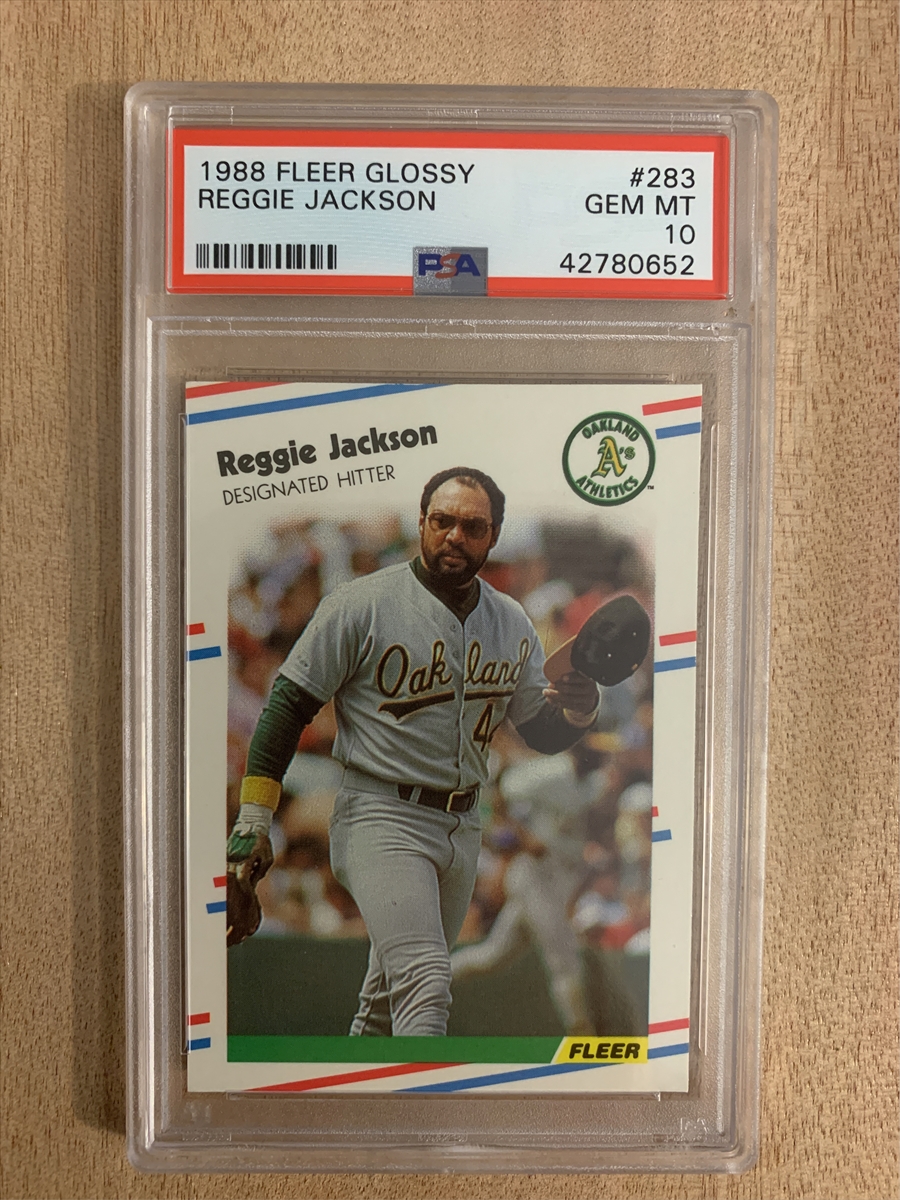 1988 FLEER GLOSSY #283
REGGIE JACKSON GEM MT
10
PSA 42780652
Reggie Jackson
DESIGNATED HITTER
OAKLAND
A's
ATHLETICS
TM
Oakland
4
FLEER